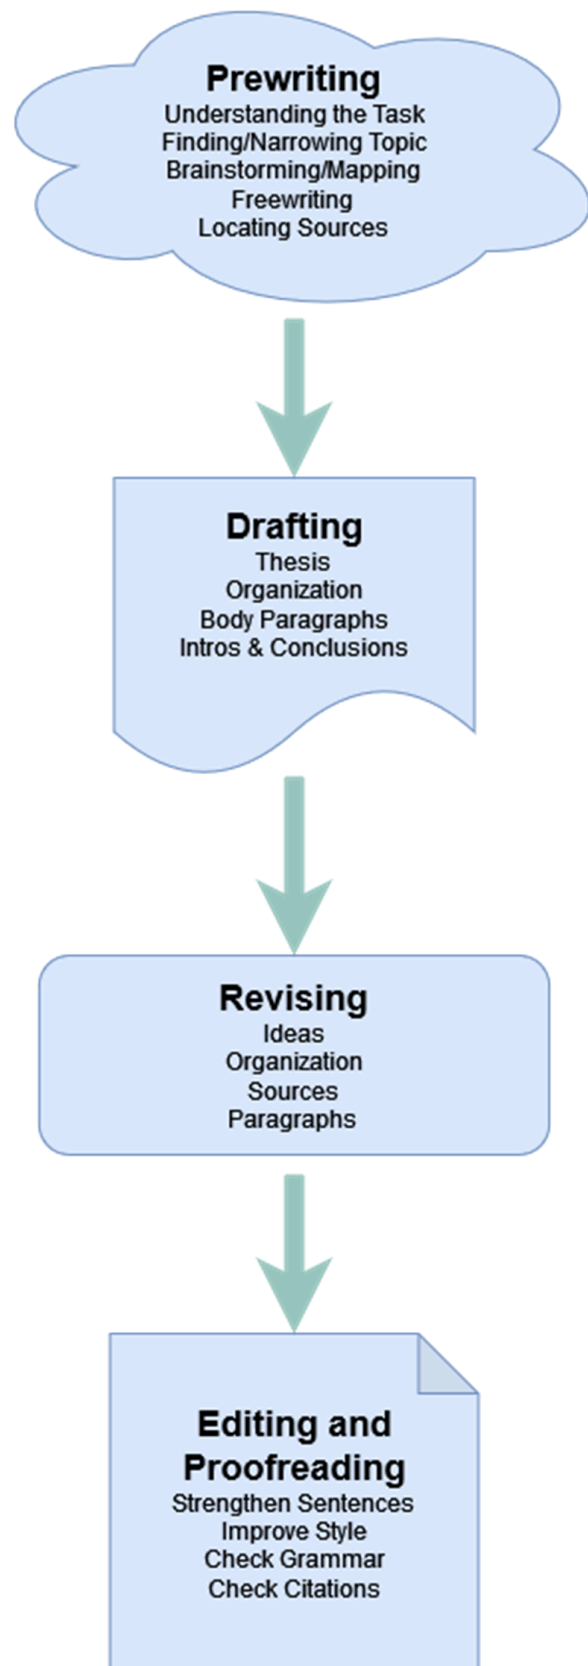 Prewriting
Understanding the Task
Finding/Narrowing Topic
Brainstorming/Mapping
Freewriting
Locating Sources
Drafting
Thesis
Organization
Body Paragraphs
Intros & Conclusions
Revising
Ideas
Organization
Sources
Paragraphs
Editing and
Proofreading
Strengthen Sentences
Improve Style
Check Grammar
Check Citations